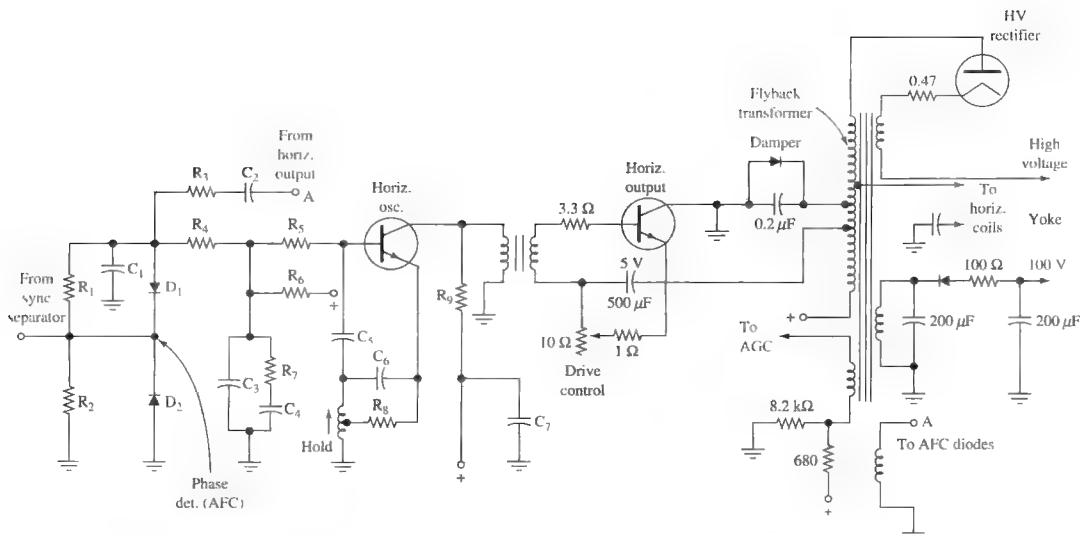 HV
rectifier
0.47
Flyback
transformer
From
horiz.
output
Damper
High
voltage
R₃
C₂
A
Horiz.
osc.
Horiz.
output
To
horiz.
coils
Yoke
3.3 Ω
0.2 μF
R₄
R₅
C₁
From
sync
separator
R₁
D₁
R₆
+
R₉
5 V
500 μF
100 Ω
100 V
+
To
AGC
200 μF
200 μF
10 Ω
1 Ω
Drive
control
C₅
C₆
R₂
D₂
C₃
R₇
C₄
R₈
Hold
C₇
8.2 kΩ
A
To AFC diodes
680
Phase
det. (AFC)
+
+